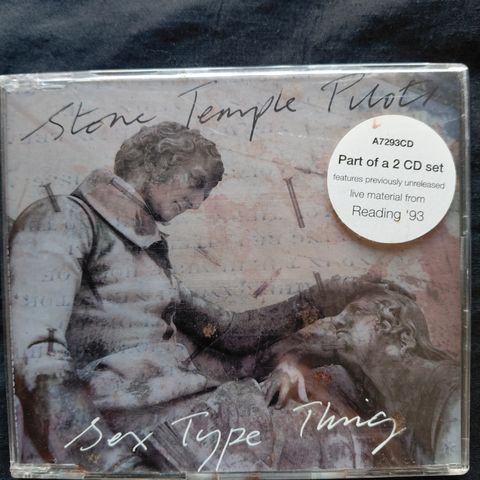 Stone Temple Pilots
A7293CD
Part of a 2 CD set
features previously unreleased
live material from
Reading '93
Sex Type Thing